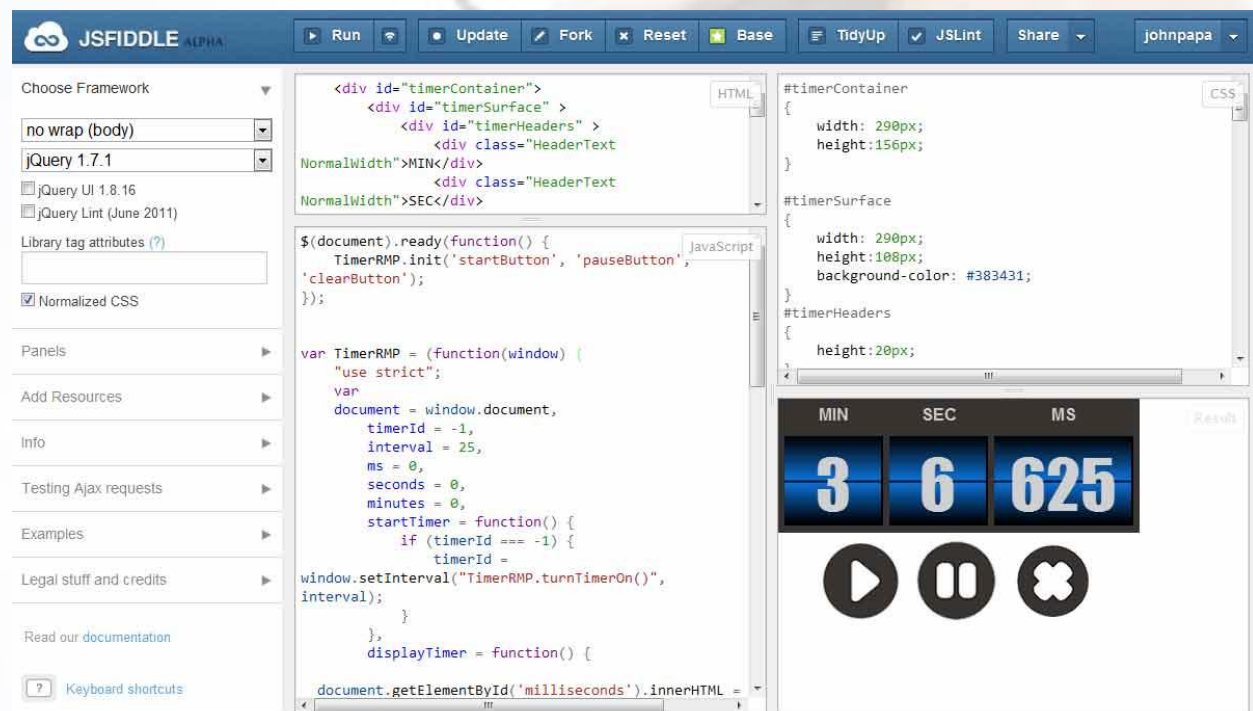 JSFIDDLE ALPHA
Run
Update
Fork
Reset
Base
TidyUp
JSLint
Share
johnpapa
Choose Framework
no wrap (body)
jQuery 1.7.1
jQuery UI 1.8.16
jQuery Lint (June 2011)
Library tag attributes (?)
Normalized CSS
Panels
Add Resources
Info
Testing Ajax requests
Examples
Legal stuff and credits
Read our documentation
? Keyboard shortcuts
HTML
<div id="timerContainer">
<div id="timerSurface" >
<div id="timerHeaders" >
<div class="HeaderText
NormalWidth">MIN</div>
<div class="HeaderText
NormalWidth">SEC</div>
JavaScript
$(document).ready(function() {
TimerRMP.init('startButton', 'pauseButton',
'clearButton');
});
var TimerRMP = (function(window) {
"use strict";
var
document = window.document,
timerId = -1,
interval = 25,
ms = 0,
seconds = 0,
minutes = 0,
startTimer = function() {
if (timerId === -1) {
timerId =
window.setInterval("TimerRMP.turnTimerOn()",
interval);
}
},
displayTimer = function() {
document.getElementById('milliseconds').innerHTML =
CSS
#timerContainer
{
width: 290px;
height:156px;
}
#timerSurface
{
width: 290px;
height:108px;
background-color: #383431;
}
#timerHeaders
{
height:20px;
}
Result
MIN SEC MS
3 6 625